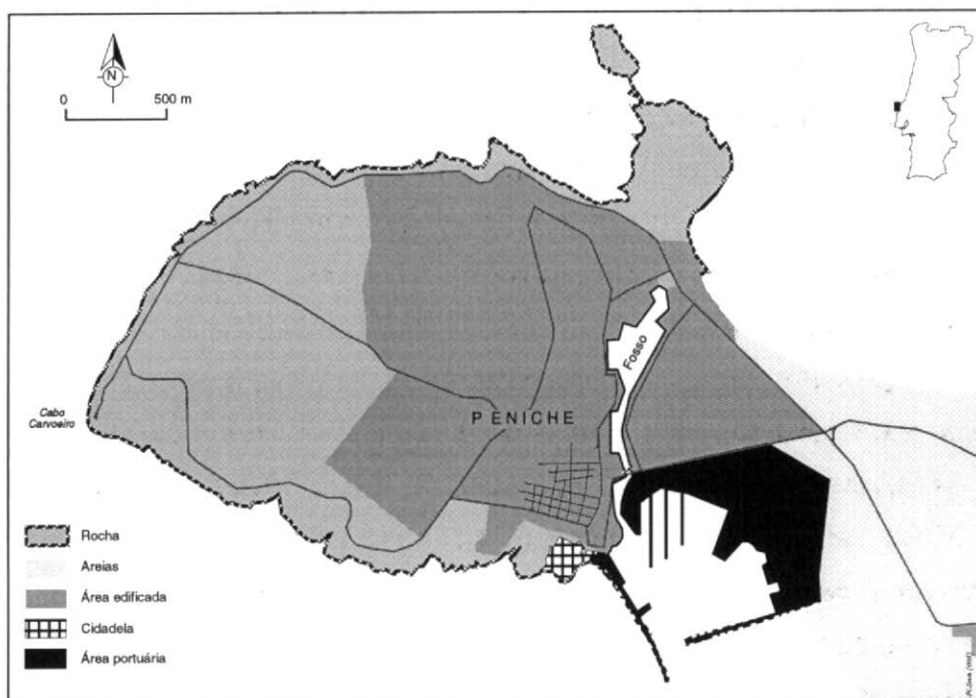 N
0 500 m
Fosso
PENICHE
Cabo
Carvoeiro
Rocha
Areias
Área edificada
Cidadela
Área portuária